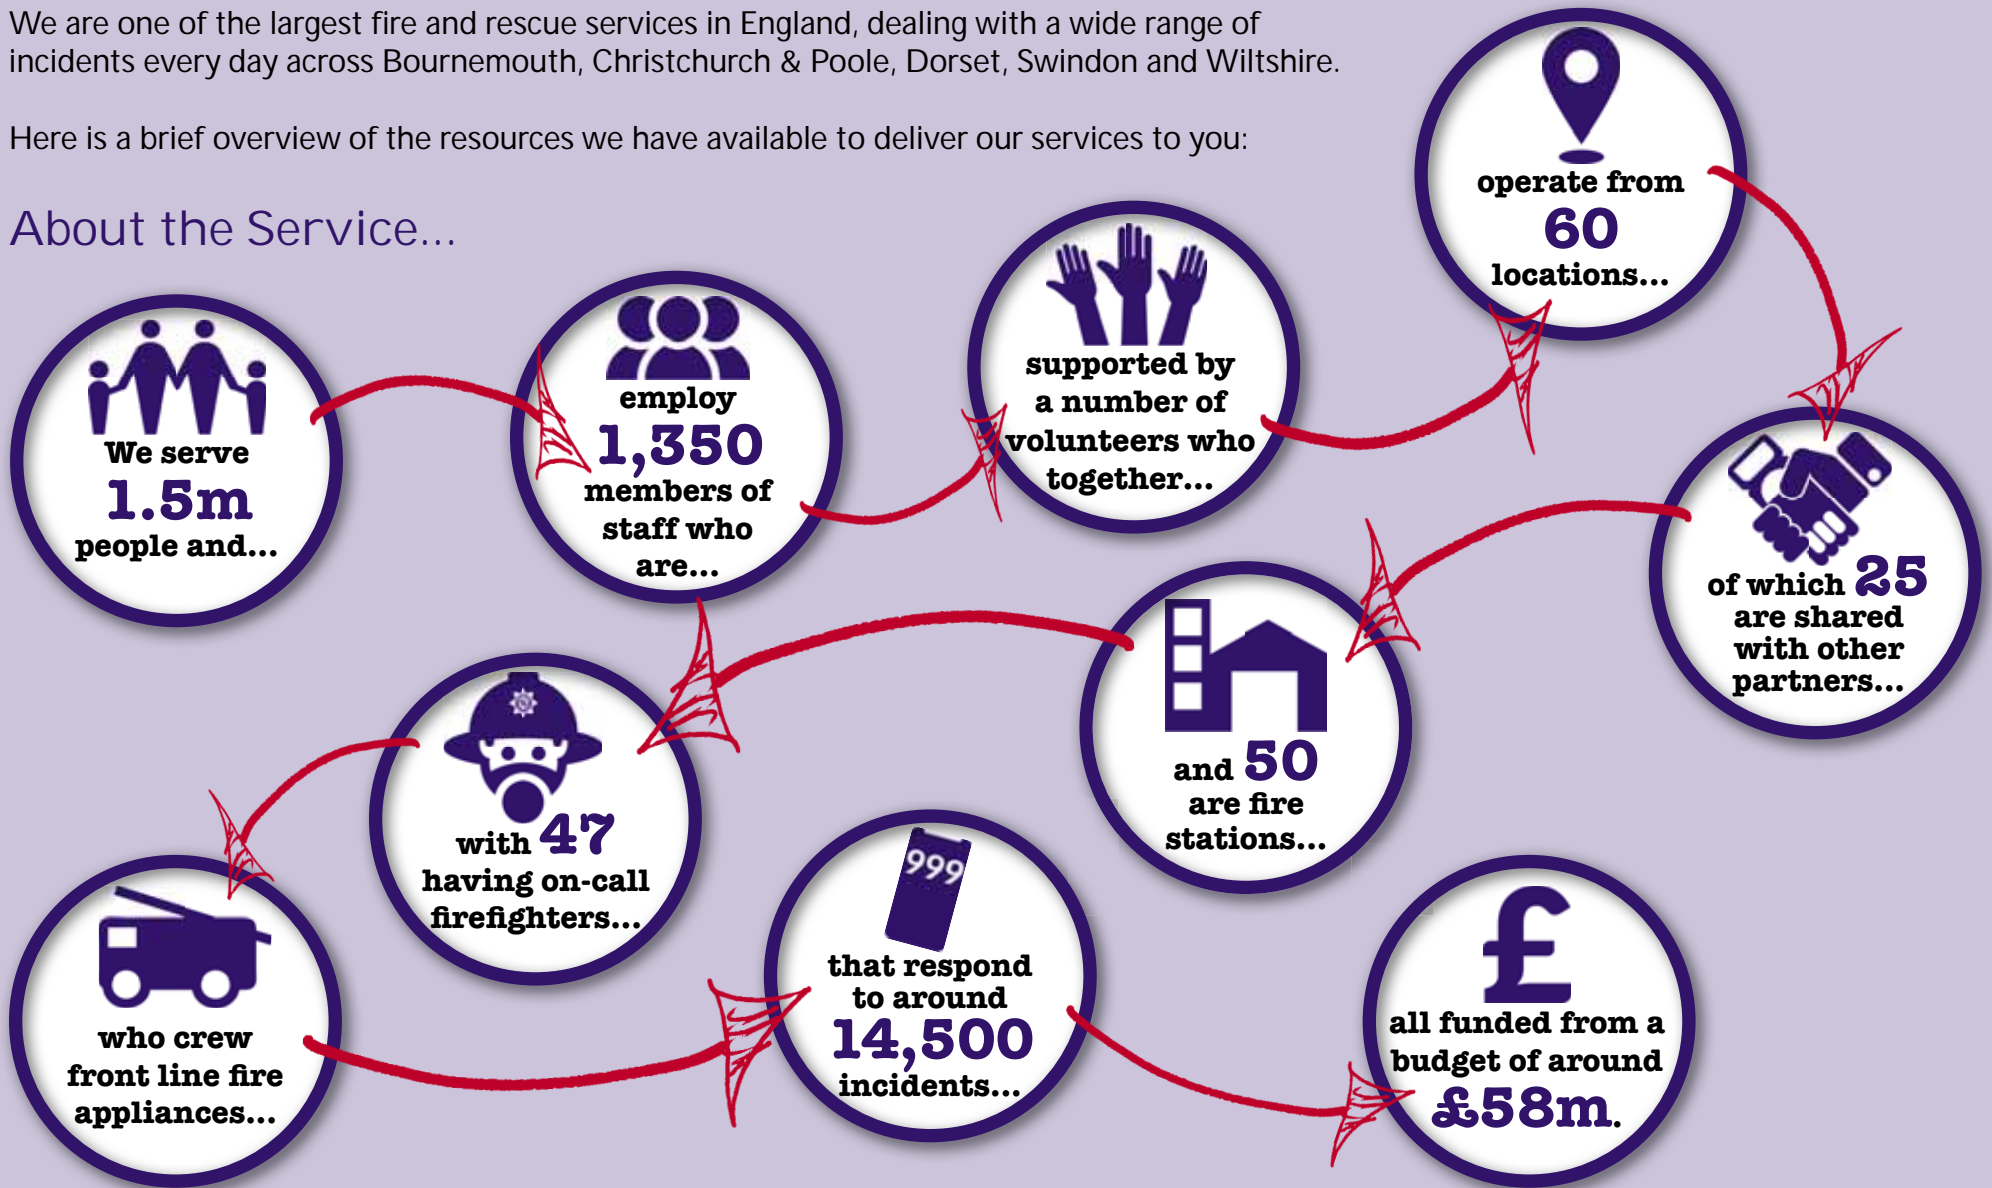 We are one of the largest fire and rescue services in England, dealing with a wide range of
incidents every day across Bournemouth, Christchurch & Poole, Dorset, Swindon and Wiltshire.
Here is a brief overview of the resources we have available to deliver our services to you:
About the Service...
We serve
1.5m
people and...
employ
1,350
members of
staff who
are...
supported by
a number of
volunteers who
together...
operate from
60
locations...
of which 25
are shared
with other
partners...
and 50
are fire
stations...
with 47
having on-call
firefighters...
who crew
front line fire
appliances...
999
that respond
to around
14,500
incidents...
£
all funded from a
budget of around
£58m.